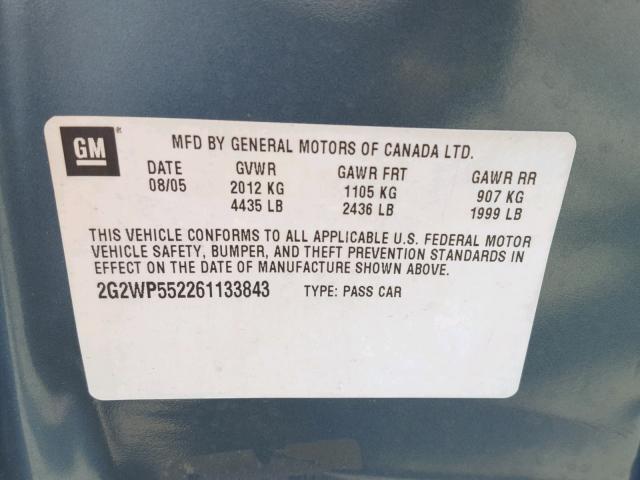 GM
MFD BY GENERAL MOTORS OF CANADA LTD.
DATE GVWR GAWR FRT GAWR RR
08/05 2012 KG 1105 KG 907 KG
4435 LB 2436 LB 1999 LB
THIS VEHICLE CONFORMS TO ALL APPLICABLE U.S. FEDERAL MOTOR
VEHICLE SAFETY, BUMPER, AND THEFT PREVENTION STANDARDS IN
EFFECT ON THE DATE OF MANUFACTURE SHOWN ABOVE.
2G2WP552261133843 TYPE: PASS CAR